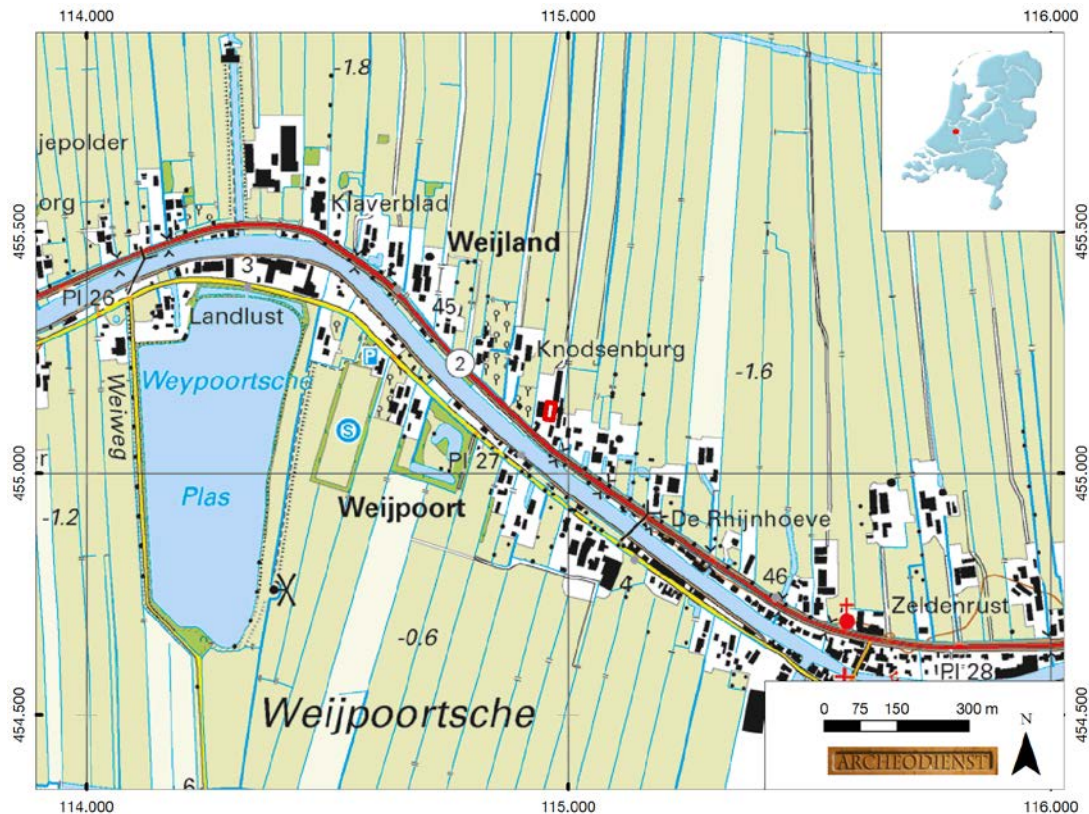 114.000
115.000
116.000
-1.8
jepolder
org
Klaverblad
455.500
455.500
Weijland
3
Pl 26
Landlust
45
Knodsenburg
2
P
Weypoortsche
-1.6
Weiweg
S
Pl 27
455.000
455.000
r
Plas
Weijpoort
-1.2
De Rhijnhoeve
4
46
Zeldenrust
-0.6
Pl 28
Weijpoortsche
454.500
454.500
0 75 150 300 m
N
ARCHEODIENST
6
114.000
115.000
116.000